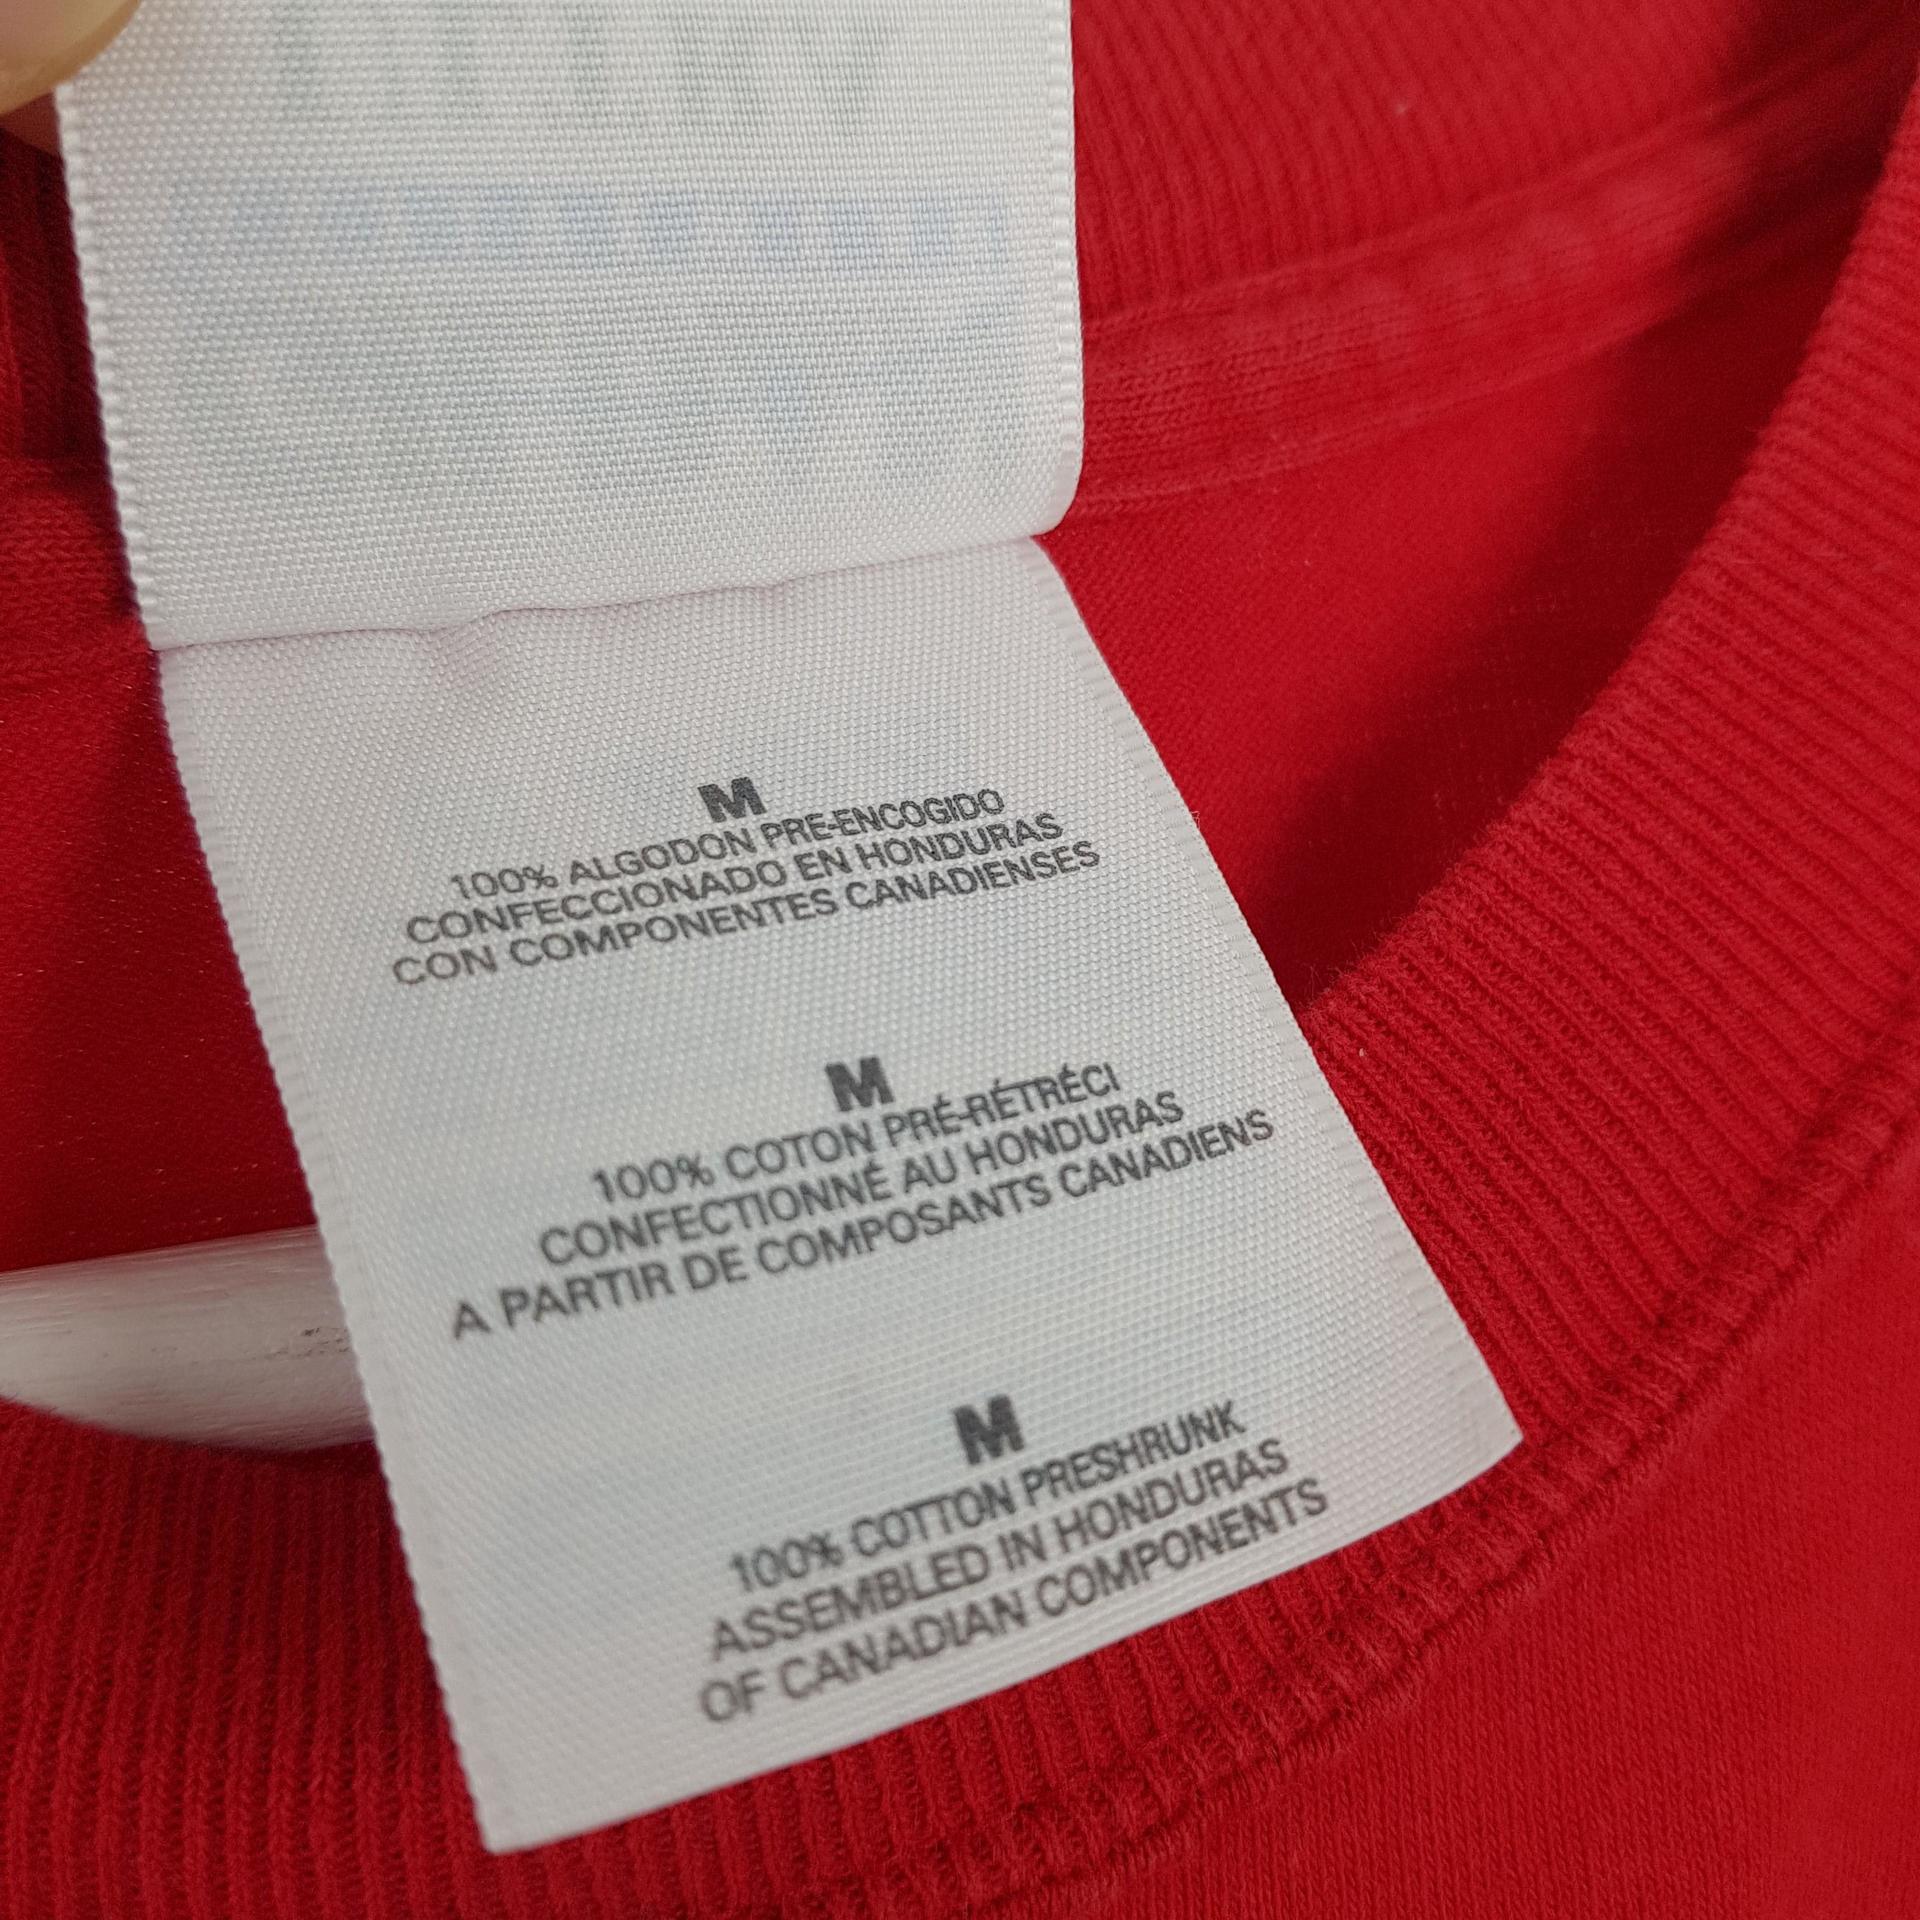 M
100% ALGODON PRE-ENCOGIDO
CONFECCIONADO EN HONDURAS
CON COMPONENTES CANADIENSES
M
100% COTON PRÉ-RÉTRÉCI
CONFECTIONNÉ AU HONDURAS
A PARTIR DE COMPOSANTS CANADIENS
M
100% COTTON PRESHRUNK
ASSEMBLED IN HONDURAS
OF CANADIAN COMPONENTS